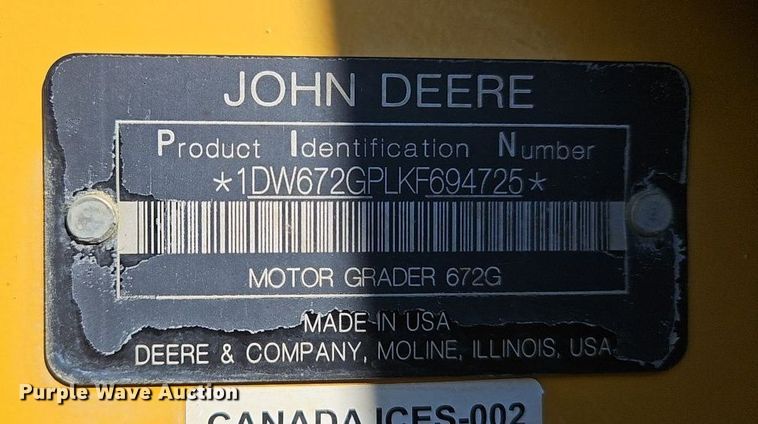 JOHN DEERE
Product Identification Number
*1DW672GPLKF694725*
MOTOR GRADER 672G
MADE IN USA
DEERE & COMPANY, MOLINE, ILLINOIS, USA
Purple Wave Auction
CANADA ICES-002